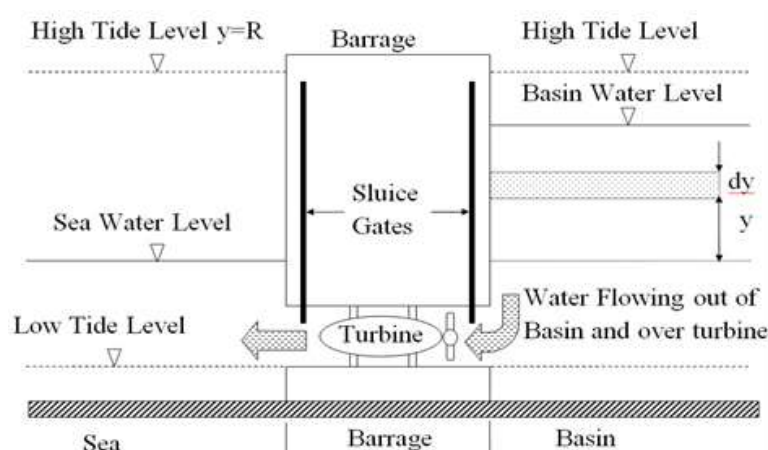 High Tide Level y=R
Barrage
High Tide Level
Basin Water Level
dy
Sluice
Gates
y
Sea Water Level
Water Flowing out of
Basin and over turbine
Low Tide Level
Turbine
Sea
Barrage
Basin